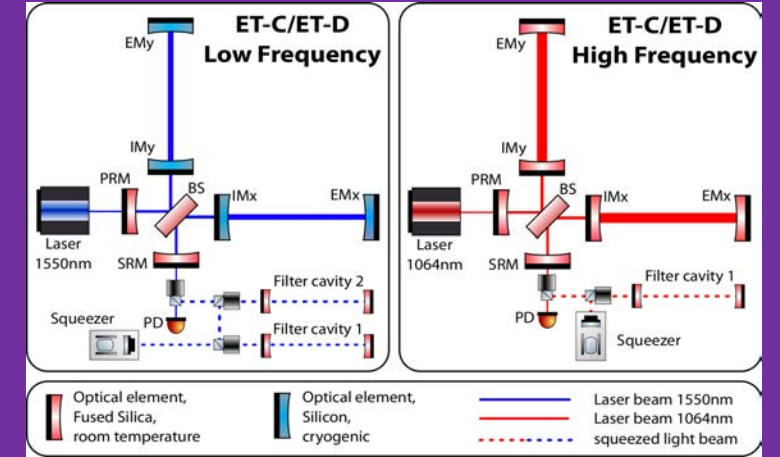 ET-C/ET-D
Low Frequency
EMy
IMy
PRM
BS
IMx
EMx
Laser
1550nm
SRM
Filter cavity 2
Squeezer
PD
Filter cavity 1
ET-C/ET-D
High Frequency
EMy
IMy
PRM
BS
IMx
EMx
Laser
1064nm
SRM
Filter cavity 1
PD
Squeezer
Optical element,
Fused Silica,
room temperature
Optical element,
Silicon,
cryogenic
Laser beam 1550nm
Laser beam 1064nm
squeezed light beam